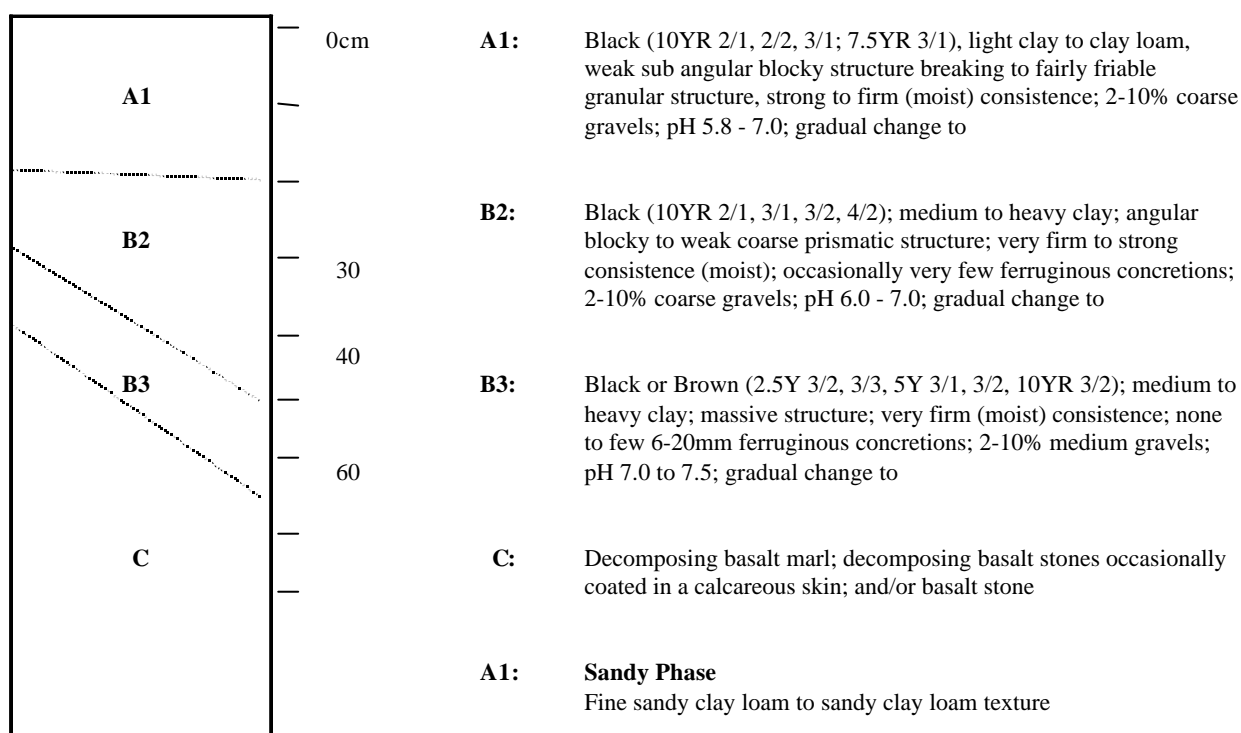 0cm
A1
B2
30
40
B3
60
C
A1: Black (10YR 2/1, 2/2, 3/1; 7.5YR 3/1), light clay to clay loam,
weak sub angular blocky structure breaking to fairly friable
granular structure, strong to firm (moist) consistence; 2-10% coarse
gravels; pH 5.8 - 7.0; gradual change to
B2: Black (10YR 2/1, 3/1, 3/2, 4/2); medium to heavy clay; angular
blocky to weak coarse prismatic structure; very firm to strong
consistence (moist); occasionally very few ferruginous concretions;
2-10% coarse gravels; pH 6.0 - 7.0; gradual change to
B3: Black or Brown (2.5Y 3/2, 3/3, 5Y 3/1, 3/2, 10YR 3/2); medium to
heavy clay; massive structure; very firm (moist) consistence; none
to few 6-20mm ferruginous concretions; 2-10% medium gravels;
pH 7.0 to 7.5; gradual change to
C: Decomposing basalt marl; decomposing basalt stones occasionally
coated in a calcareous skin; and/or basalt stone
A1: Sandy Phase
Fine sandy clay loam to sandy clay loam texture